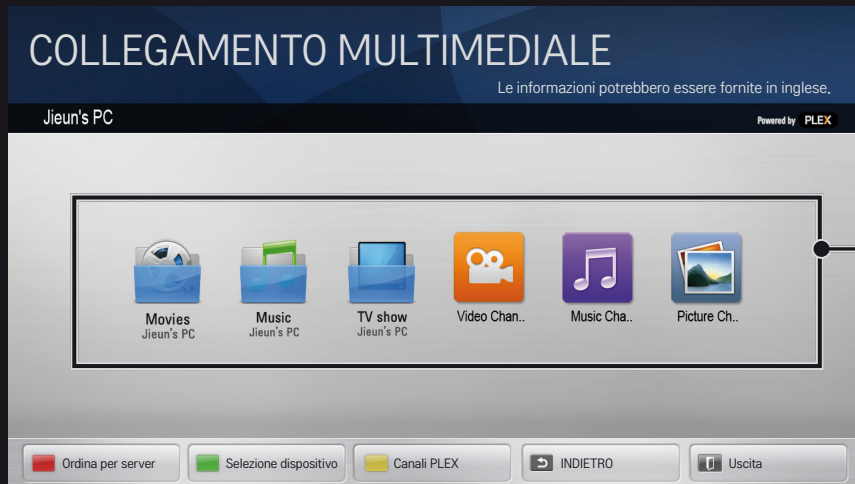 COLLEGAMENTO MULTIMEDIALE
Le informazioni potrebbero essere fornite in inglese.
Jieun's PC
Powered by PLEX
Movies
Jieun's PC
Music
Jieun's PC
TV show
Jieun's PC
Video Chan..
Music Cha..
Picture Ch..
Ordina per server
Selezione dispositivo
Canali PLEX
INDIETRO
Uscita